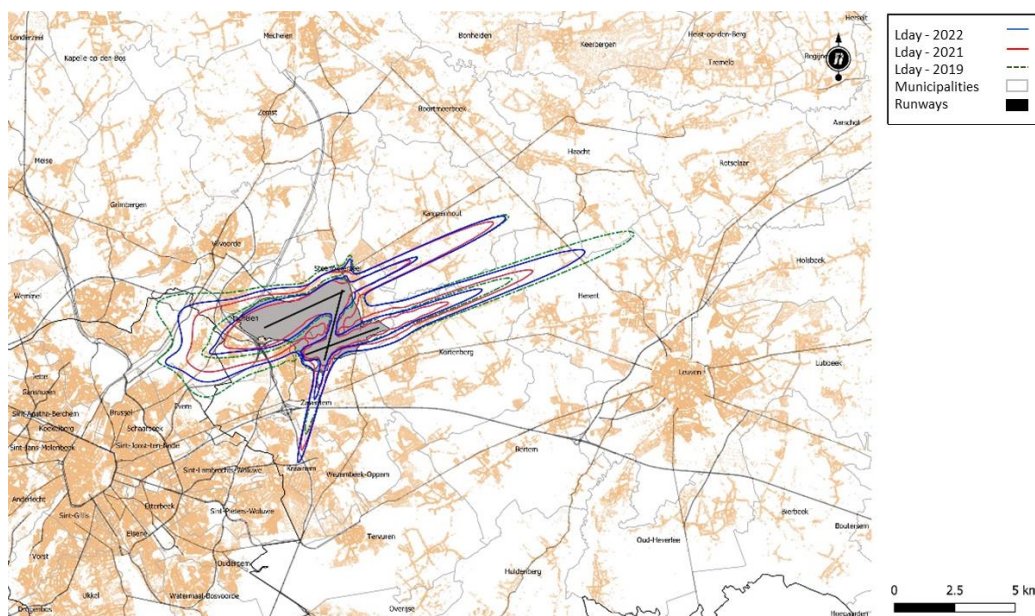 Londerzeel
Mechelen
Bonheiden
Heist-op-den-Berg
Keerbergen
Kapelle op-den-Bos
Tremelo
Boortmeerbeek
Zemst
Aarschot
Haacht
Meise
Rotselaar
Grimbergen
Kampenhout
Vilvoorde
Holsbeek
Wemmel
Herent
Machelen
Kortenberg
Lubbeek
Jette
Leuven
Ganshoren
Zaventem
Sint-Agatha-Berchem
Brussel
Evere
Koekelberg
Schaarbeek
Sint-Jans-Molenbeek
Sint-Joost-ten-Node
Bertem
Kraainem
Sint-Lambrechts-Woluwe
Wezembeek-Oppem
Anderlecht
Etterbeek
Sint-Gillis
Sint-Pieters-Woluwe
Bierbeek
Boutersem
Elsene
Tervuren
Oud-Heverlee
Vorst
Oudergem
Huldenberg
Ukkel
Watermaal-Bosvoorde
Drogenbos
Overijse
Lday - 2022
Lday - 2021
Lday - 2019
Municipalities
Runways
0 2.5 5 km